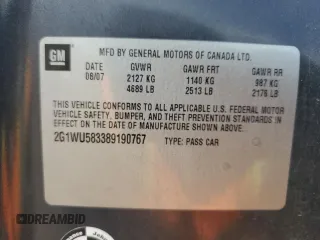 GM
MFD BY GENERAL MOTORS OF CANADA LTD.
DATE GVWR GAWR FRT GAWR RR
08/07 2127 KG 1140 KG 987 KG
4689 LB 2513 LB 2176 LB
THIS VEHICLE CONFORMS TO ALL APPLICABLE U.S. FEDERAL MOTOR
VEHICLE SAFETY, BUMPER, AND THEFT PREVENTION STANDARDS
IN EFFECT ON THE DATE OF MANUFACTURE SHOWN ABOVE.
2G1WU583389190767 TYPE: PASS CAR
DREAMBID
Johnson